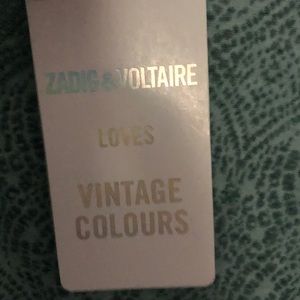 ZADIG & VOLTAIRE
LOVES
VINTAGE
COLOURS